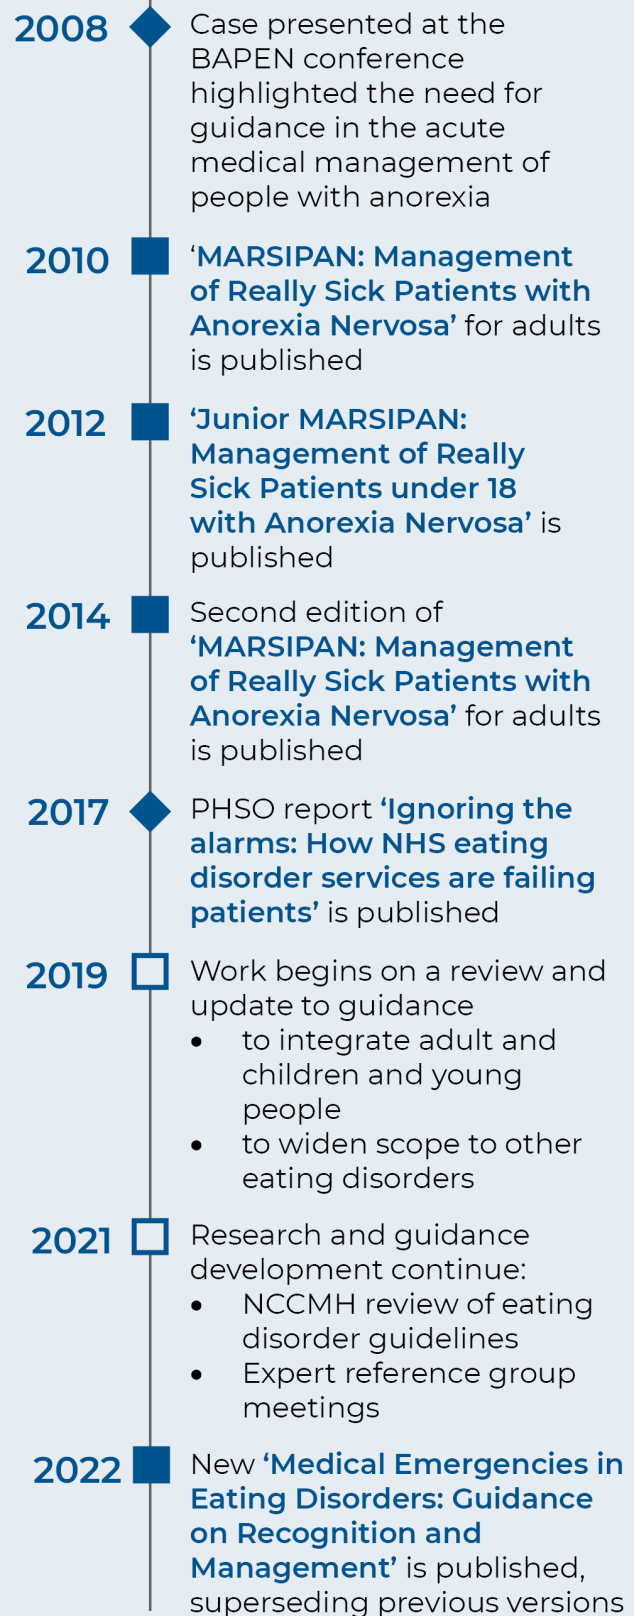 2008
Case presented at the
BAPEN conference
highlighted the need for
guidance in the acute
medical management of
people with anorexia
2010
‘MARSIPAN: Management
of Really Sick Patients with
Anorexia Nervosa’ for adults
is published
2012
‘Junior MARSIPAN:
Management of Really
Sick Patients under 18
with Anorexia Nervosa’ is
published
2014
Second edition of
‘MARSIPAN: Management
of Really Sick Patients with
Anorexia Nervosa’ for adults
is published
2017
PHSO report ‘Ignoring the
alarms: How NHS eating
disorder services are failing
patients’ is published
2019
Work begins on a review and
update to guidance
• to integrate adult and
children and young
people
• to widen scope to other
eating disorders
2021
Research and guidance
development continue:
• NCCMH review of eating
disorder guidelines
• Expert reference group
meetings
2022
New ‘Medical Emergencies in
Eating Disorders: Guidance
on Recognition and
Management’ is published,
superseding previous versions